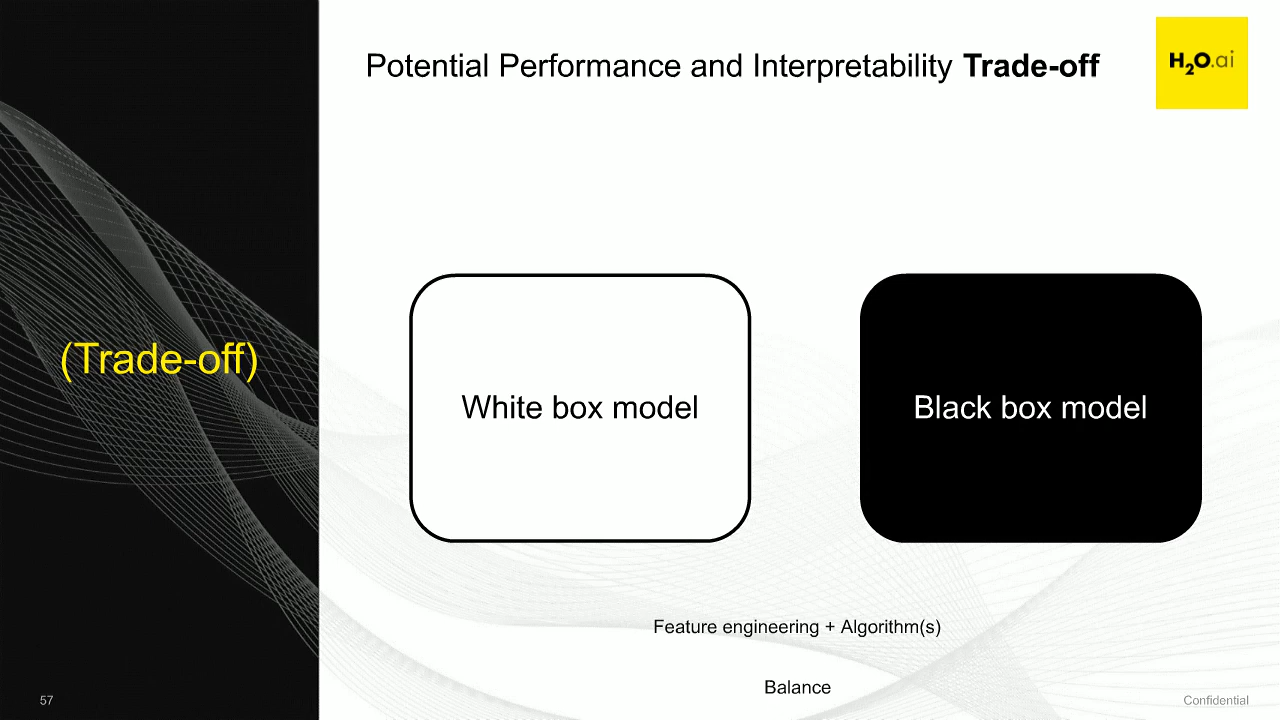 Potential Performance and Interpretability Trade-off
H2O.ai
(Trade-off)
White box model
Black box model
Feature engineering + Algorithm(s)
Balance
57
Confidential